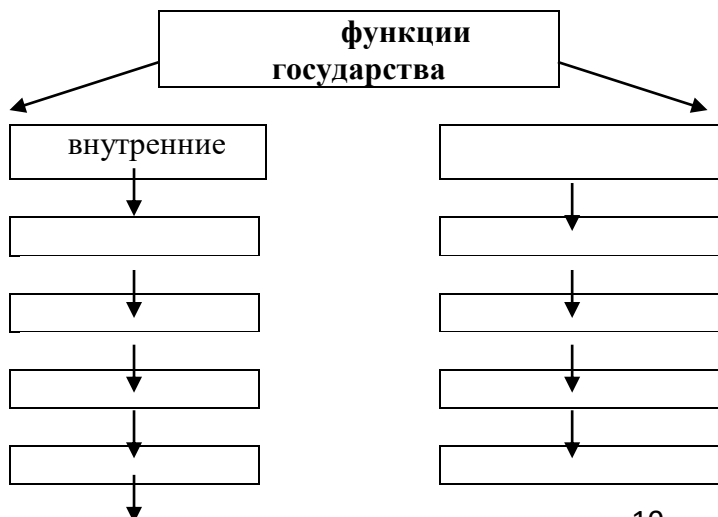 функции
государства
внутренние